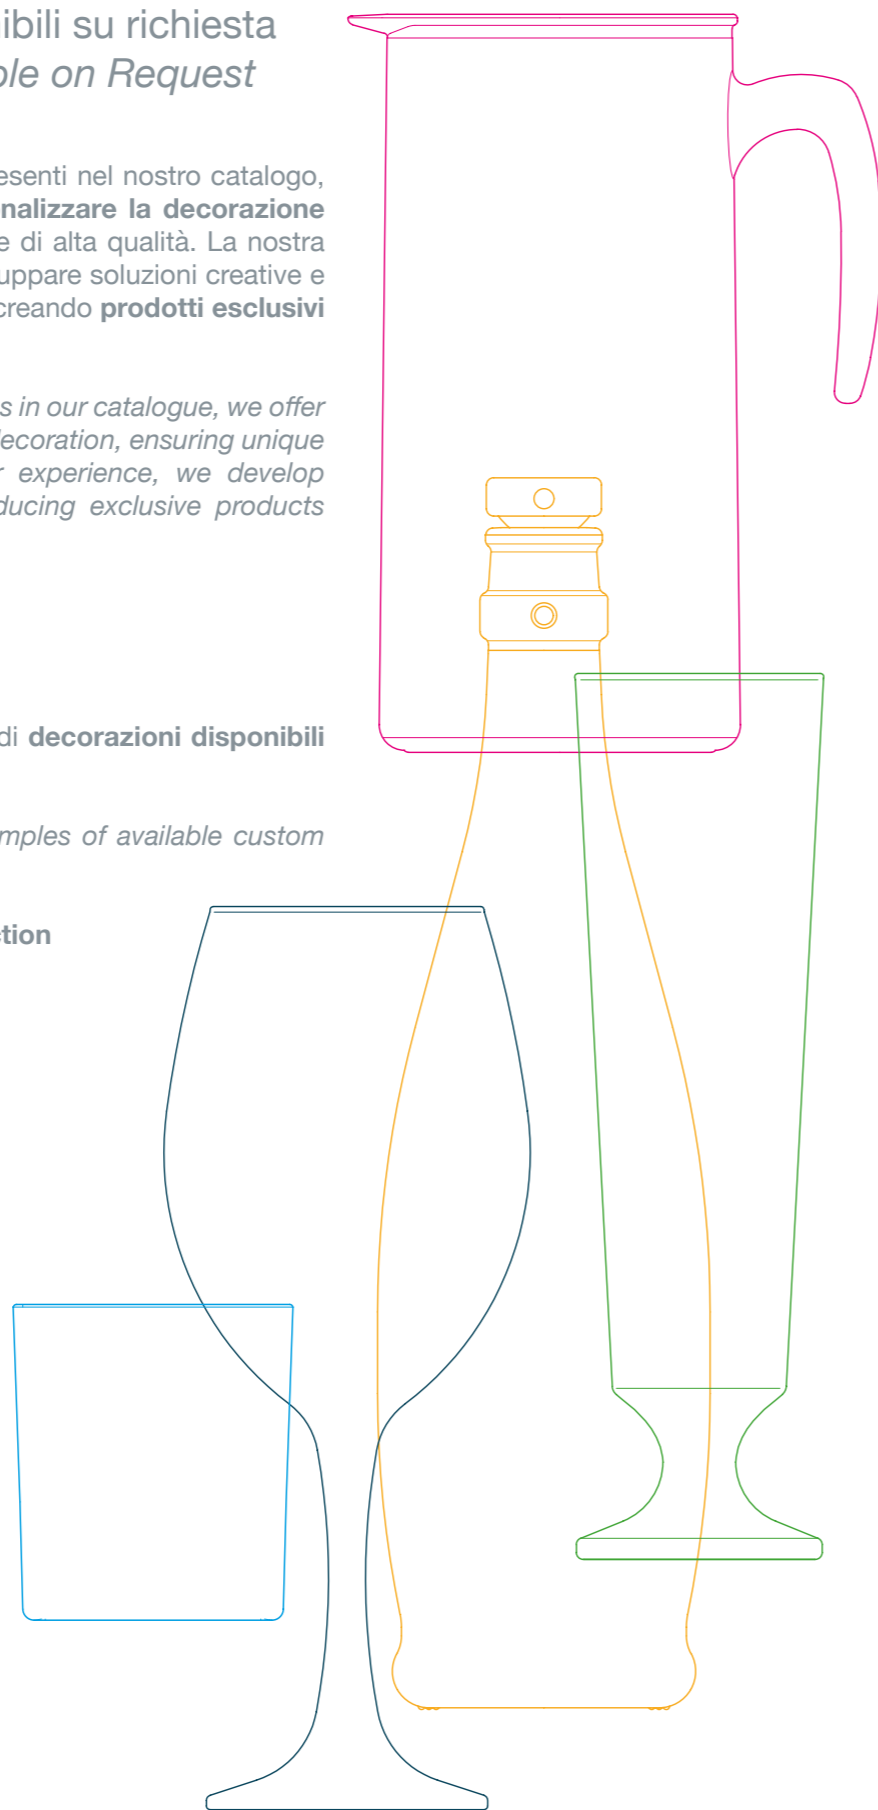 ibili su richiesta
ble on Request
esenti nel nostro catalogo,
nalizzare la decorazione
e di alta qualità. La nostra
uppare soluzioni creative e
creando prodotti esclusivi
s in our catalogue, we offer
decoration, ensuring unique
r experience, we develop
ducing exclusive products
di decorazioni disponibili
mples of available custom
ction